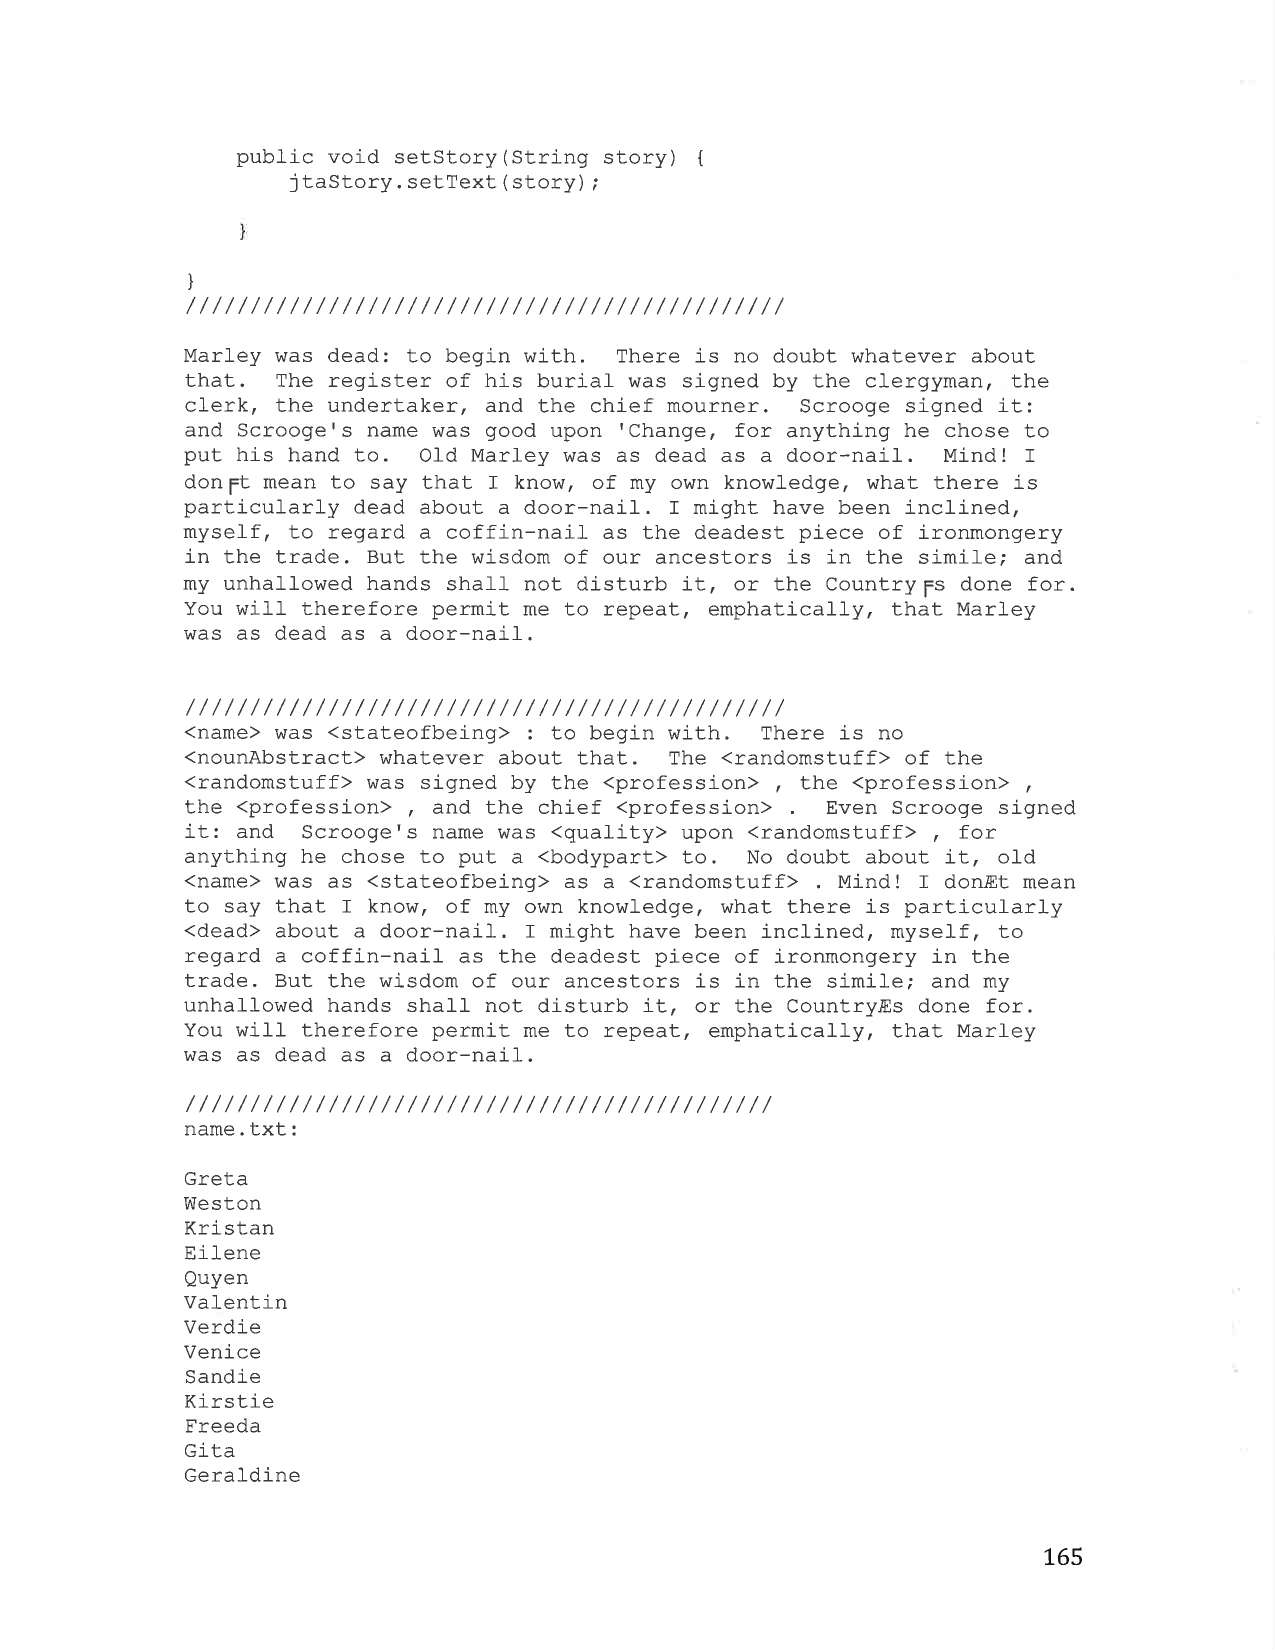 public void setStory(String story) {
jtaStory.setText(story);
}
}
//////////////////////////////////////////////
Marley was dead: to begin with.  There is no doubt whatever about
that.  The register of his burial was signed by the clergyman, the
clerk, the undertaker, and the chief mourner.  Scrooge signed it:
and Scrooge's name was good upon 'Change, for anything he chose to
put his hand to.  Old Marley was as dead as a door-nail.  Mind! I
don╒t mean to say that I know, of my own knowledge, what there is
particularly dead about a door-nail. I might have been inclined,
myself, to regard a coffin-nail as the deadest piece of ironmongery
in the trade. But the wisdom of our ancestors is in the simile; and
my unhallowed hands shall not disturb it, or the Country╒s done for.
You will therefore permit me to repeat, emphatically, that Marley
was as dead as a door-nail.
//////////////////////////////////////////////
<name> was <stateofbeing> : to begin with.  There is no
<nounAbstract> whatever about that.  The <randomstuff> of the
<randomstuff> was signed by the <profession> , the <profession> ,
the <profession> , and the chief <profession> .  Even Scrooge signed
it: and  Scrooge's name was <quality> upon <randomstuff> , for
anything he chose to put a <bodypart> to.  No doubt about it, old
<name> was as <stateofbeing> as a <randomstuff> . Mind! I donÆt mean
to say that I know, of my own knowledge, what there is particularly
<dead> about a door-nail. I might have been inclined, myself, to
regard a coffin-nail as the deadest piece of ironmongery in the
trade. But the wisdom of our ancestors is in the simile; and my
unhallowed hands shall not disturb it, or the CountryÆs done for.
You will therefore permit me to repeat, emphatically, that Marley
was as dead as a door-nail.
/////////////////////////////////////////////
name.txt:
Greta
Weston
Kristan
Eilene
Quyen
Valentin
Verdie
Venice
Sandie
Kirstie
Freeda
Gita
Geraldine
165